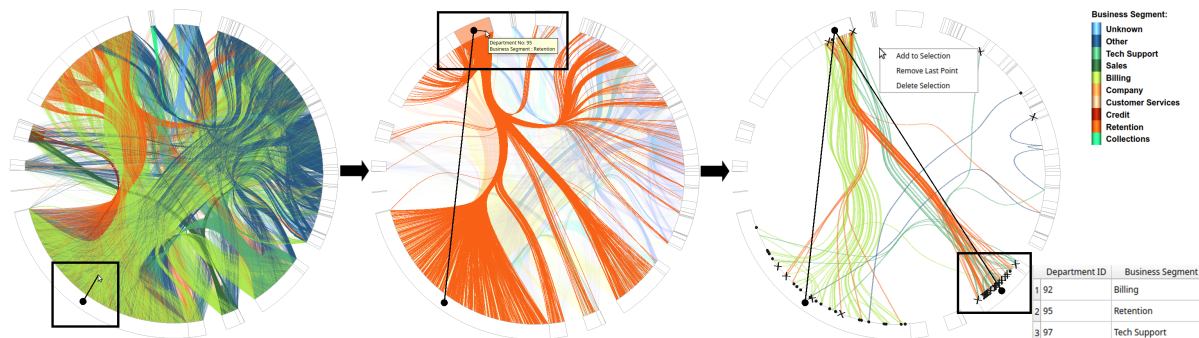 Department No: 95
Business Segment : Retention
Add to Selection
Remove Last Point
Delete Selection
Business Segment:
Unknown
Other
Tech Support
Sales
Billing
Company
Customer Services
Credit
Retention
Collections
Department ID Business Segment
1 92 Billing
2 95 Retention
3 97 Tech Support